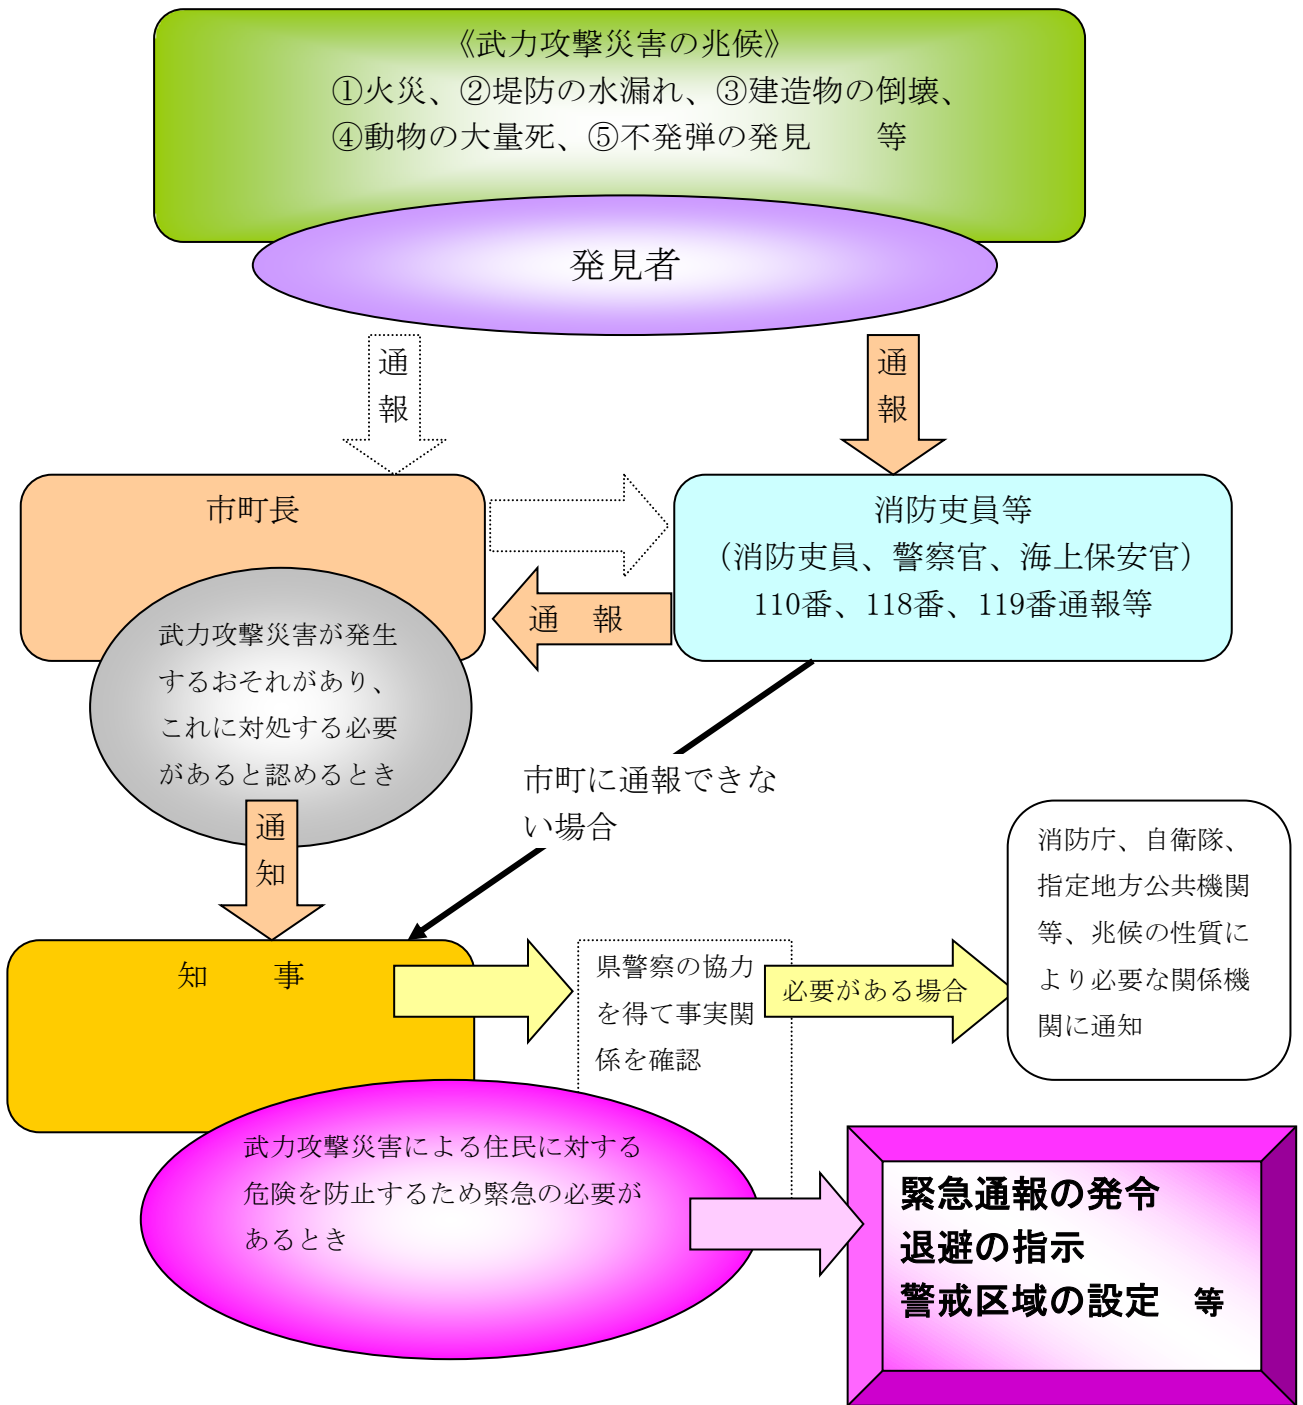 《武力攻撃災害の兆候》
①火災、②堤防の水漏れ、③建造物の倒壊、
④動物の大量死、⑤不発弾の発見　　等
発見者
通報
通報
市町長
消防吏員等
（消防吏員、警察官、海上保安官）
110番、118番、119番通報等
通　報
武力攻撃災害が発生
するおそれがあり、
これに対処する必要
があると認めるとき
市町に通報できな
い場合
通知
消防庁、自衛隊、
指定地方公共機関
等、兆候の性質に
より必要な関係機
関に通知
知　　事
県警察の協力
を得て事実関
係を確認
必要がある場合
武力攻撃災害による住民に対する
危険を防止するため緊急の必要が
あるとき
緊急通報の発令
退避の指示
警戒区域の設定　等